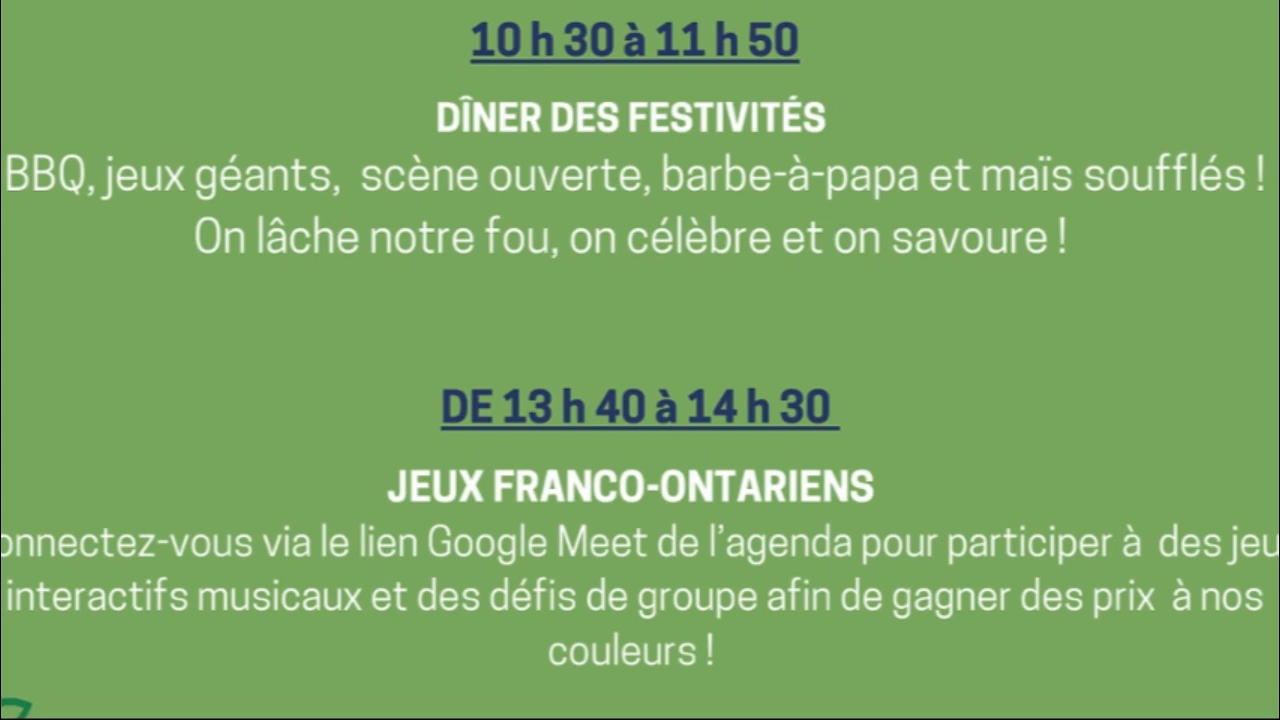 10 h 30 à 11 h 50
DÎNER DES FESTIVITÉS
BBQ, jeux géants, scène ouverte, barbe-à-papa et maïs soufflés !
On lâche notre fou, on célèbre et on savoure !
DE 13 h 40 à 14 h 30
JEUX FRANCO-ONTARIENS
onnectez-vous via le lien Google Meet de l’agenda pour participer à des jeu
interactifs musicaux et des défis de groupe afin de gagner des prix à nos
couleurs !